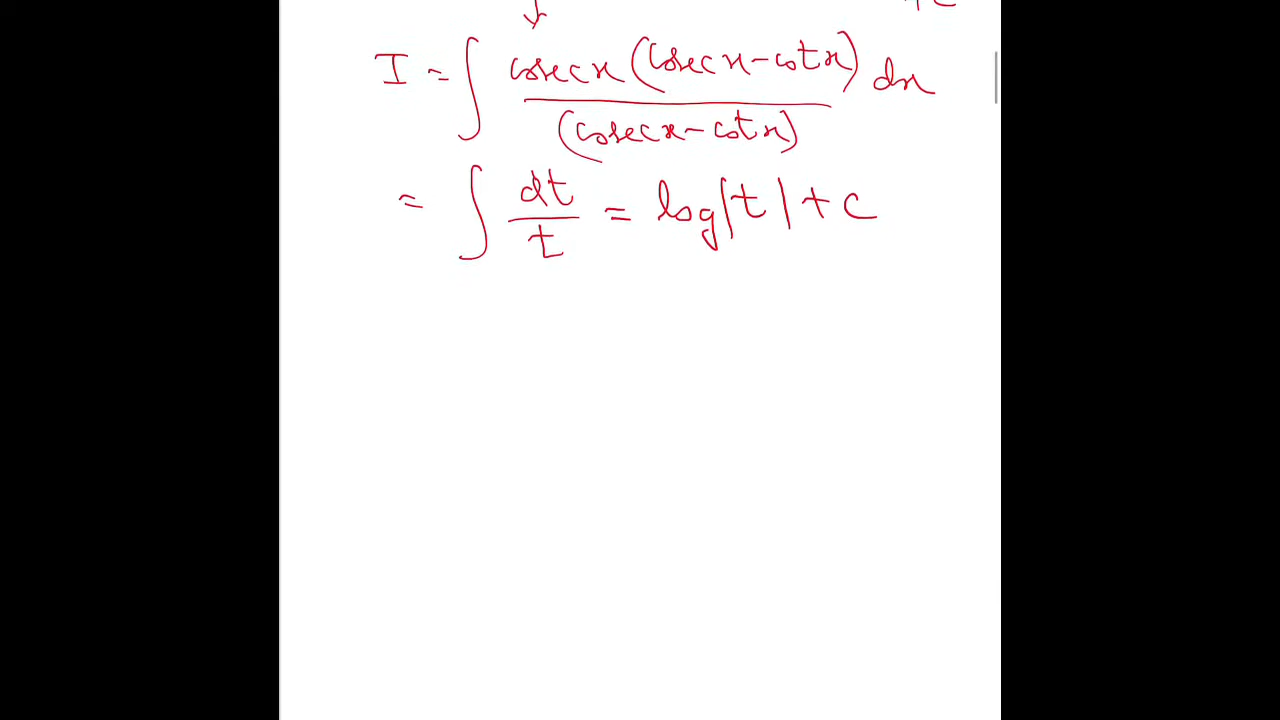 I = ∫ cosecx (cosecx - cotx) / (cosecx - cotx) dx
= ∫ dt / t = log|t| + c